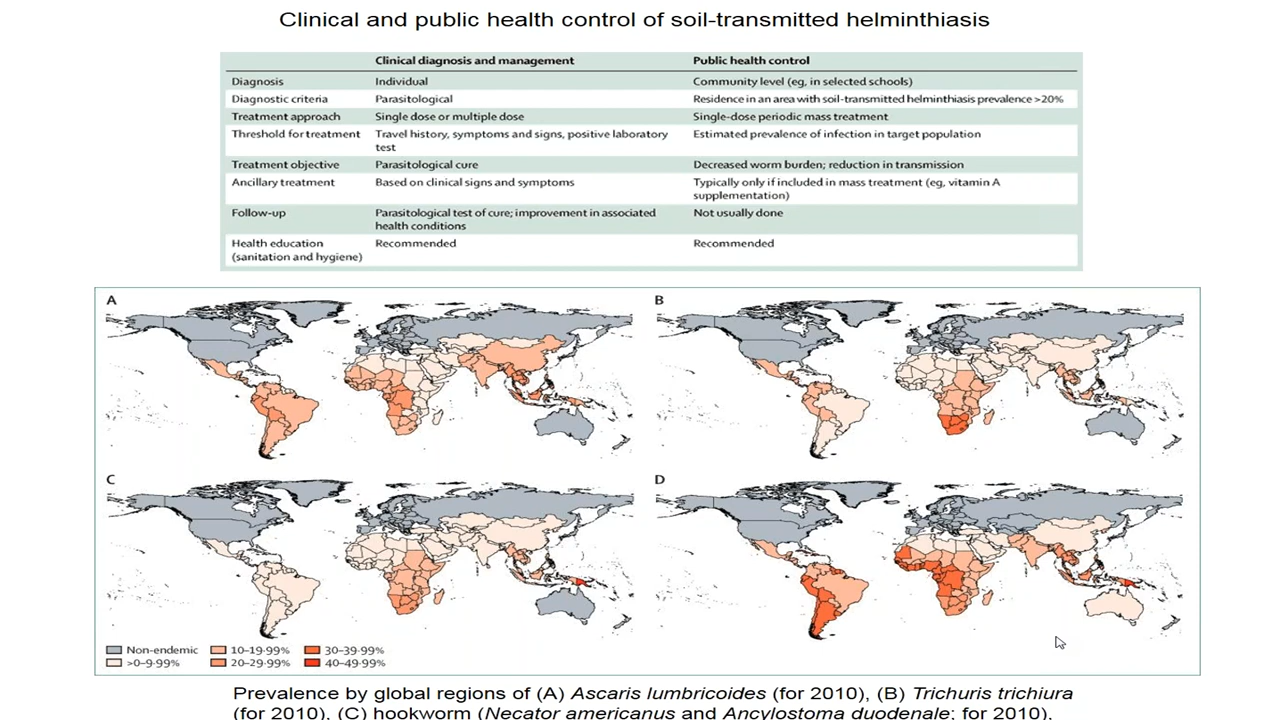 Clinical and public health control of soil-transmitted helminthiasis
Clinical diagnosis and management Public health control
Diagnosis Individual Community level (eg, in selected schools)
Diagnostic criteria Parasitological Residence in an area with soil-transmitted helminthiasis prevalence >20%
Treatment approach Single dose or multiple dose Single-dose periodic mass treatment
Threshold for treatment Travel history, symptoms and signs, positive laboratory Estimated prevalence of infection in target population
test
Treatment objective Parasitological cure Decreased worm burden; reduction in transmission
Ancillary treatment Based on clinical signs and symptoms Typically only if included in mass treatment (eg, vitamin A
supplementation)
Follow-up Parasitological test of cure; improvement in associated Not usually done
health conditions
Health education Recommended Recommended
(sanitation and hygiene)
A B
C D
Non-endemic 10–19·99% 30–39·99%
>0–9·99% 20–29·99% 40–49·99%
Prevalence by global regions of (A) Ascaris lumbricoides (for 2010), (B) Trichuris trichiura
(for 2010), (C) hookworm (Necator americanus and Ancylostoma duodenale; for 2010),